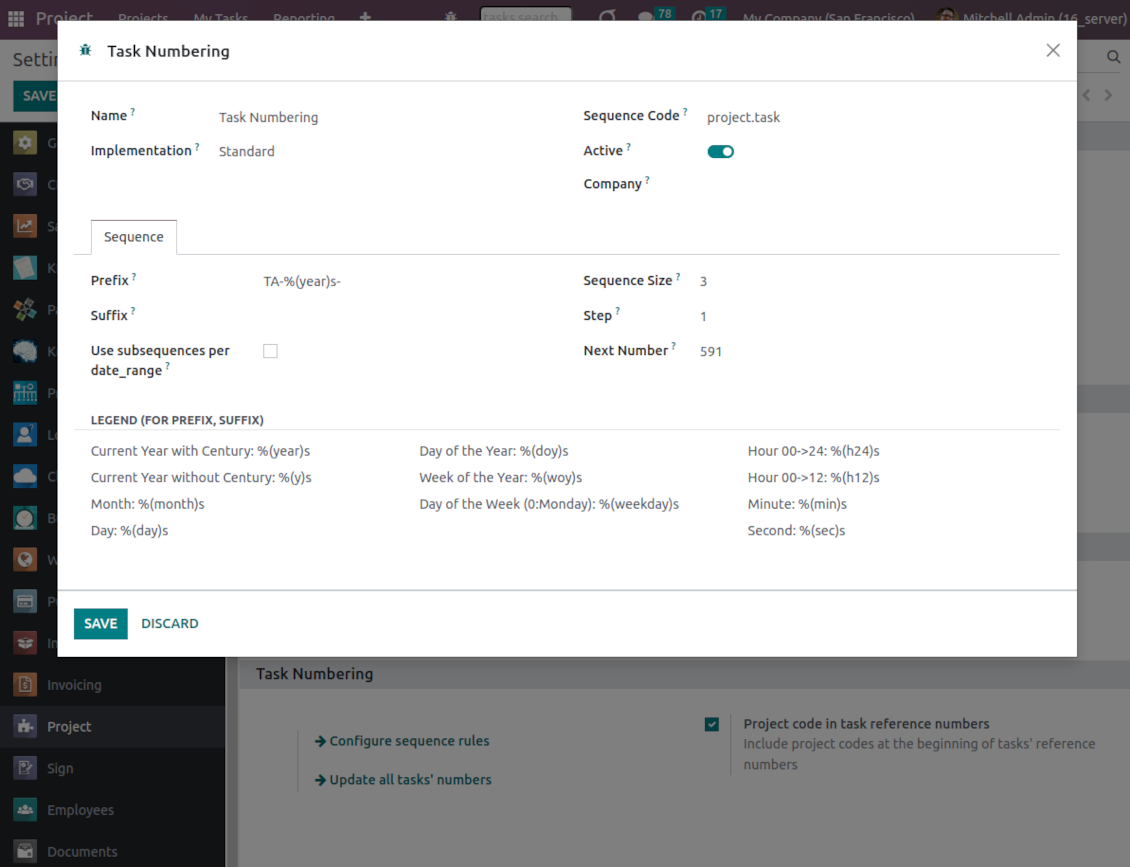 Project Projects My Tasks Reporting + tasks search 78 17 My Company (San Francisco) Mitchell Admin (16_server)
Task Numbering
SAVE
Name ? Task Numbering
Sequence Code ? project.task
Implementation ? Standard
Active ?
Company ?
Sequence
Prefix ? TA-%(year)s-
Sequence Size ? 3
Suffix ?
Step ? 1
Use subsequences per
date_range ?
Next Number ? 591
LEGEND (FOR PREFIX, SUFFIX)
Current Year with Century: %(year)s
Day of the Year: %(doy)s
Hour 00->24: %(h24)s
Current Year without Century: %(y)s
Week of the Year: %(woy)s
Hour 00->12: %(h12)s
Month: %(month)s
Day of the Week (0:Monday): %(weekday)s
Minute: %(min)s
Day: %(day)s
Second: %(sec)s
SAVE DISCARD
Task Numbering
Configure sequence rules
Update all tasks' numbers
Project code in task reference numbers
Include project codes at the beginning of tasks' reference
numbers
Invoicing
Project
Sign
Employees
Documents